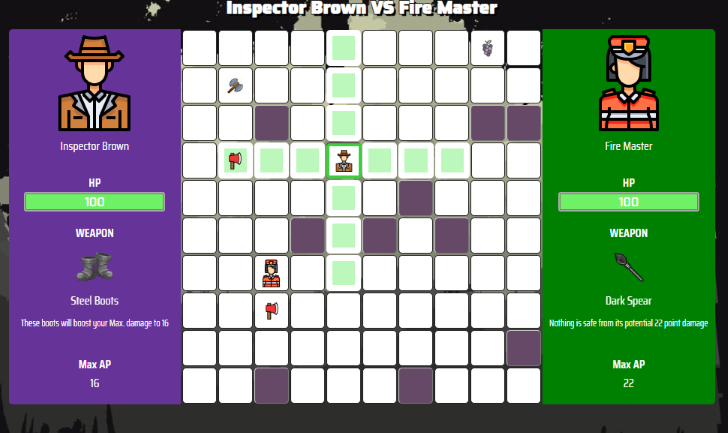 Inspector Brown VS Fire Master
Inspector Brown
HP
100
WEAPON
Steel Boots
These boots will boost your Max. damage to 16
Max AP
16
Fire Master
HP
100
WEAPON
Dark Spear
Nothing is safe from its potential 22 point damage
Max AP
22